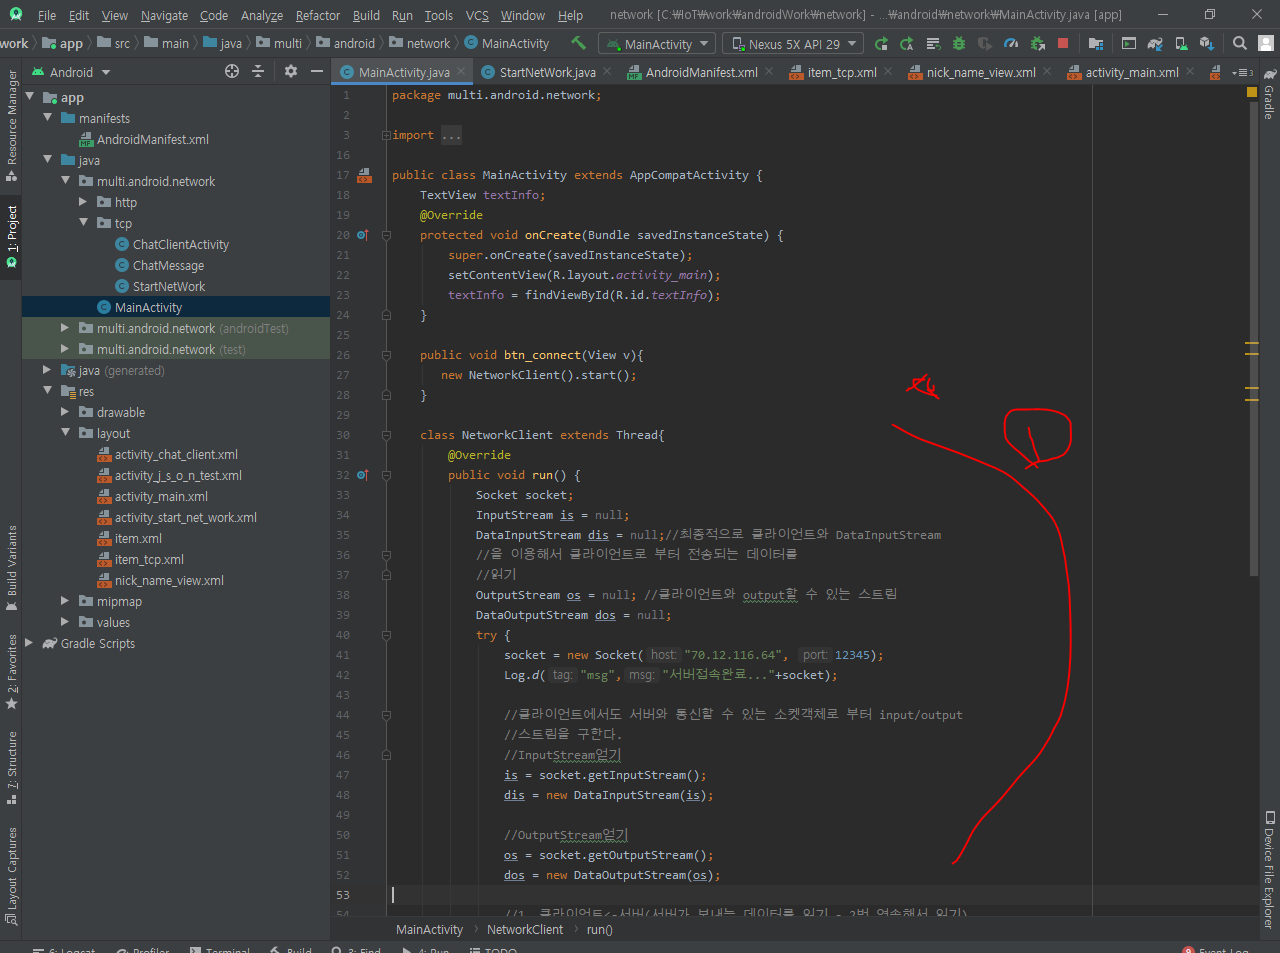 File Edit View Navigate Code Analyze Refactor Build Run Tools VCS Window Help network [C:₩IoT₩work₩androidWork₩network] - ...₩android₩network₩MainActivity.java [app]
work app src main java multi android network MainActivity MainActivity Nexus 5X API 29
Android MainActivity.java StartNetWork.java AndroidManifest.xml item_tcp.xml nick_name_view.xml activity_main.xml 3
Resource Manager
1: Project
Build Variants
2: Favorites
7: Structure
Layout Captures
app
manifests
AndroidManifest.xml
java
multi.android.network
http
tcp
ChatClientActivity
ChatMessage
StartNetWork
MainActivity
multi.android.network (androidTest)
multi.android.network (test)
java (generated)
res
drawable
layout
activity_chat_client.xml
activity_j_s_o_n_test.xml
activity_main.xml
activity_start_net_work.xml
item.xml
item_tcp.xml
nick_name_view.xml
mipmap
values
Gradle Scripts
1 package multi.android.network;
2
3 import ...
16
17 public class MainActivity extends AppCompatActivity {
18 TextView textInfo;
19 @Override
20 protected void onCreate(Bundle savedInstanceState) {
21 super.onCreate(savedInstanceState);
22 setContentView(R.layout.activity_main);
23 textInfo = findViewById(R.id.textInfo);
24 }
25
26 public void btn_connect(View v){
27 new NetworkClient().start();
28 }
29
30 class NetworkClient extends Thread{
31 @Override
32 public void run() {
33 Socket socket;
34 InputStream is = null;
35 DataInputStream dis = null;//최종적으로 클라이언트와 DataInputStream
36 //을 이용해서 클라이언트로 부터 전송되는 데이터를
37 //읽기
38 OutputStream os = null; //클라이언트와 output할 수 있는 스트림
39 DataOutputStream dos = null;
40 try {
41 socket = new Socket( host: "70.12.116.64", port: 12345);
42 Log.d( tag: "msg", msg: "서버접속완료..."+socket);
43
44 //클라이언트에서도 서버와 통신할 수 있는 소켓객체로 부터 input/output
45 //스트림을 구한다.
46 //InputStream얻기
47 is = socket.getInputStream();
48 dis = new DataInputStream(is);
49
50 //OutputStream얻기
51 os = socket.getOutputStream();
52 dos = new DataOutputStream(os);
53
54 //1. 클라이언트<-서버(서버가 보내는 데이터를 읽기 - 2번 연속해서 읽기)
MainActivity NetworkClient run()
Gradle
Device File Explorer
6: Logcat Profiler Terminal Build 3: Find 4: Run TODO Event Log